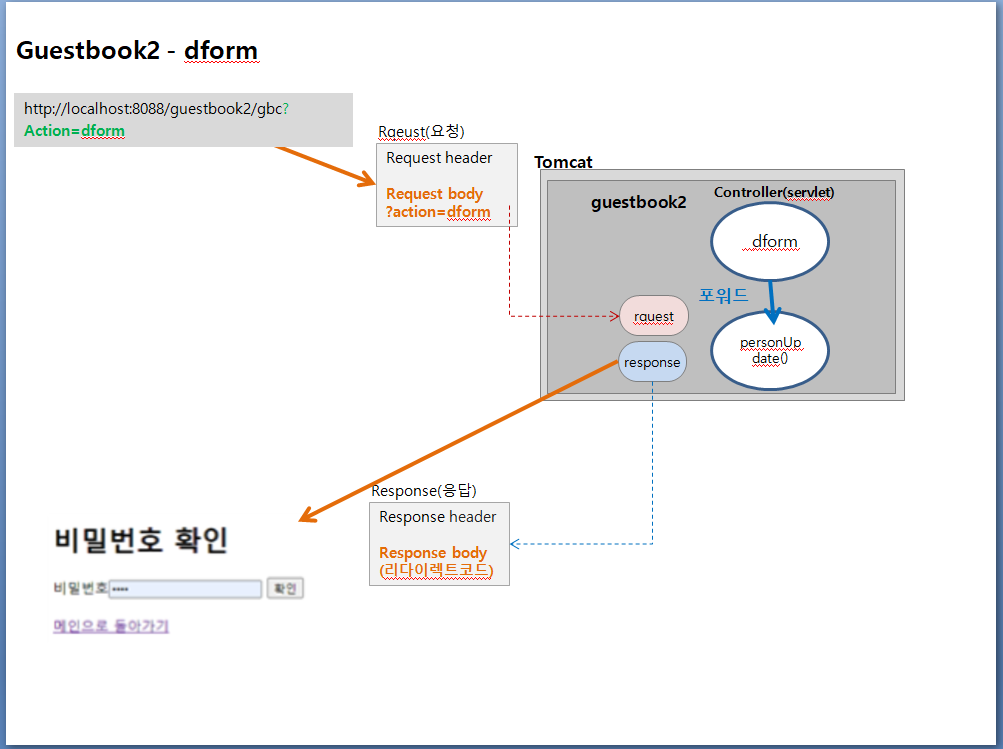 Guestbook2 - dform
http://localhost:8088/guestbook2/gbc?
Action=dform
Rqeust(요청)
Request header
Request body
?action=dform
Tomcat
guestbook2
Controller(servlet)
dform
포워드
rquest
personUp
date()
response
Response(응답)
Response header
Response body
(리다이렉트코드)
비밀번호 확인
비밀번호 •••• 확인
메인으로 돌아가기